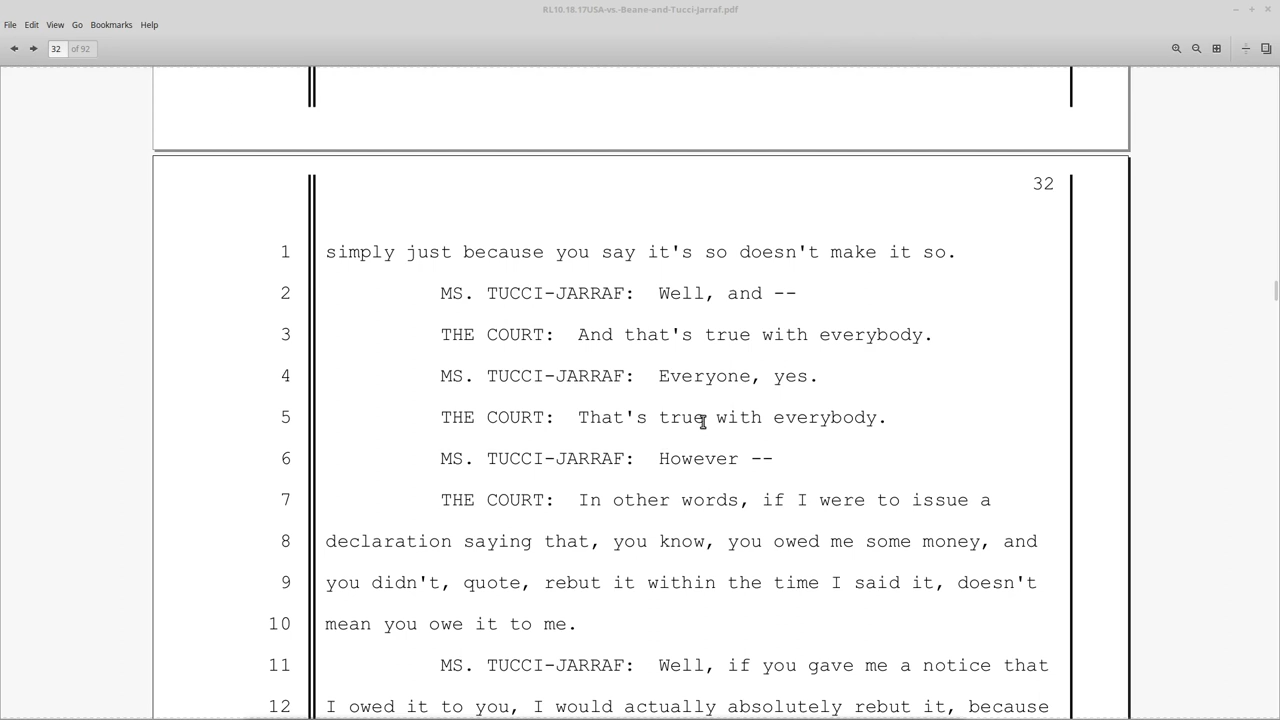 RL10.18.17USA-vs.-Beane-and-Tucci-Jarraf.pdf
File Edit View Go Bookmarks Help
32 of 92
32
1 simply just because you say it's so doesn't make it so.
2 MS. TUCCI-JARRAF: Well, and --
3 THE COURT: And that's true with everybody.
4 MS. TUCCI-JARRAF: Everyone, yes.
5 THE COURT: That's true with everybody.
6 MS. TUCCI-JARRAF: However --
7 THE COURT: In other words, if I were to issue a
8 declaration saying that, you know, you owed me some money, and
9 you didn't, quote, rebut it within the time I said it, doesn't
10 mean you owe it to me.
11 MS. TUCCI-JARRAF: Well, if you gave me a notice that
12 I owed it to you, I would actually absolutely rebut it, because